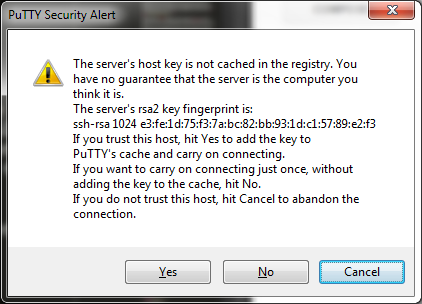 PuTTY Security Alert
The server's host key is not cached in the registry. You
have no guarantee that the server is the computer you
think it is.
The server's rsa2 key fingerprint is:
ssh-rsa 1024 e3:fe:1d:75:f3:7a:bc:82:bb:93:1d:c1:57:89:e2:f3
If you trust this host, hit Yes to add the key to
PuTTY's cache and carry on connecting.
If you want to carry on connecting just once, without
adding the key to the cache, hit No.
If you do not trust this host, hit Cancel to abandon the
connection.
Yes No Cancel